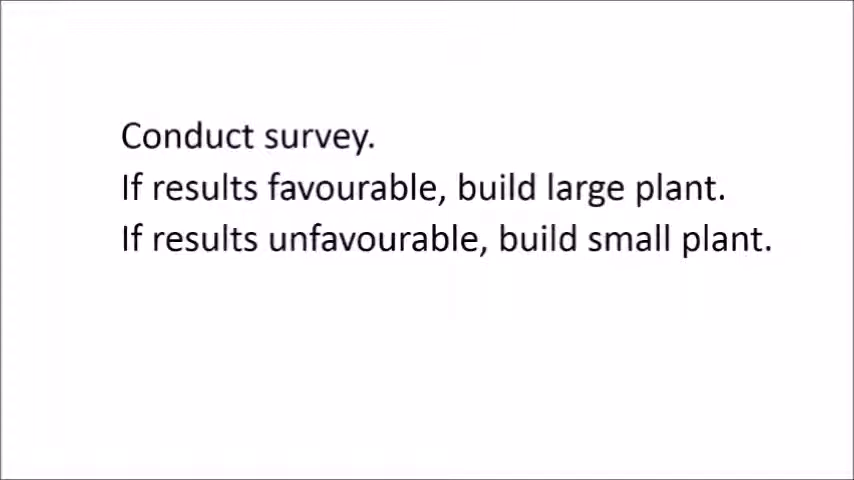 Conduct survey.
If results favourable, build large plant.
If results unfavourable, build small plant.